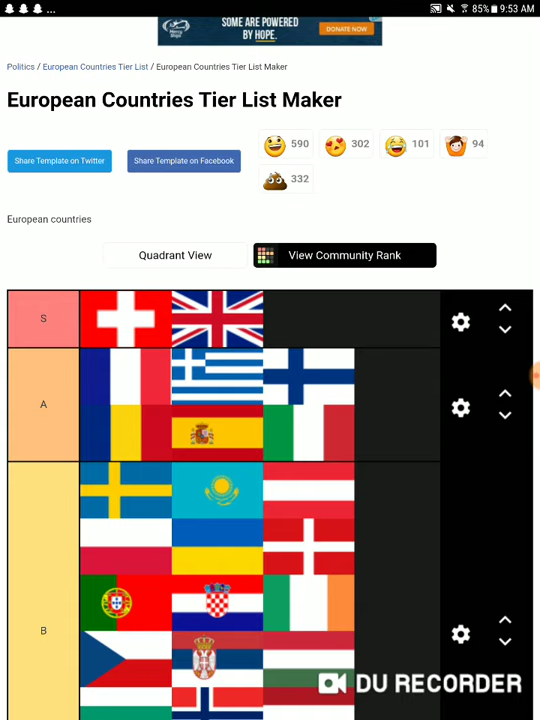 ...
85% 9:53 AM
SOME ARE POWERED
BY HOPE.
DONATE NOW
Politics / European Countries Tier List / European Countries Tier List Maker
European Countries Tier List Maker
Share Template on Twitter
Share Template on Facebook
590
302
101
94
332
European countries
Quadrant View
View Community Rank
S
A
B
DU RECORDER